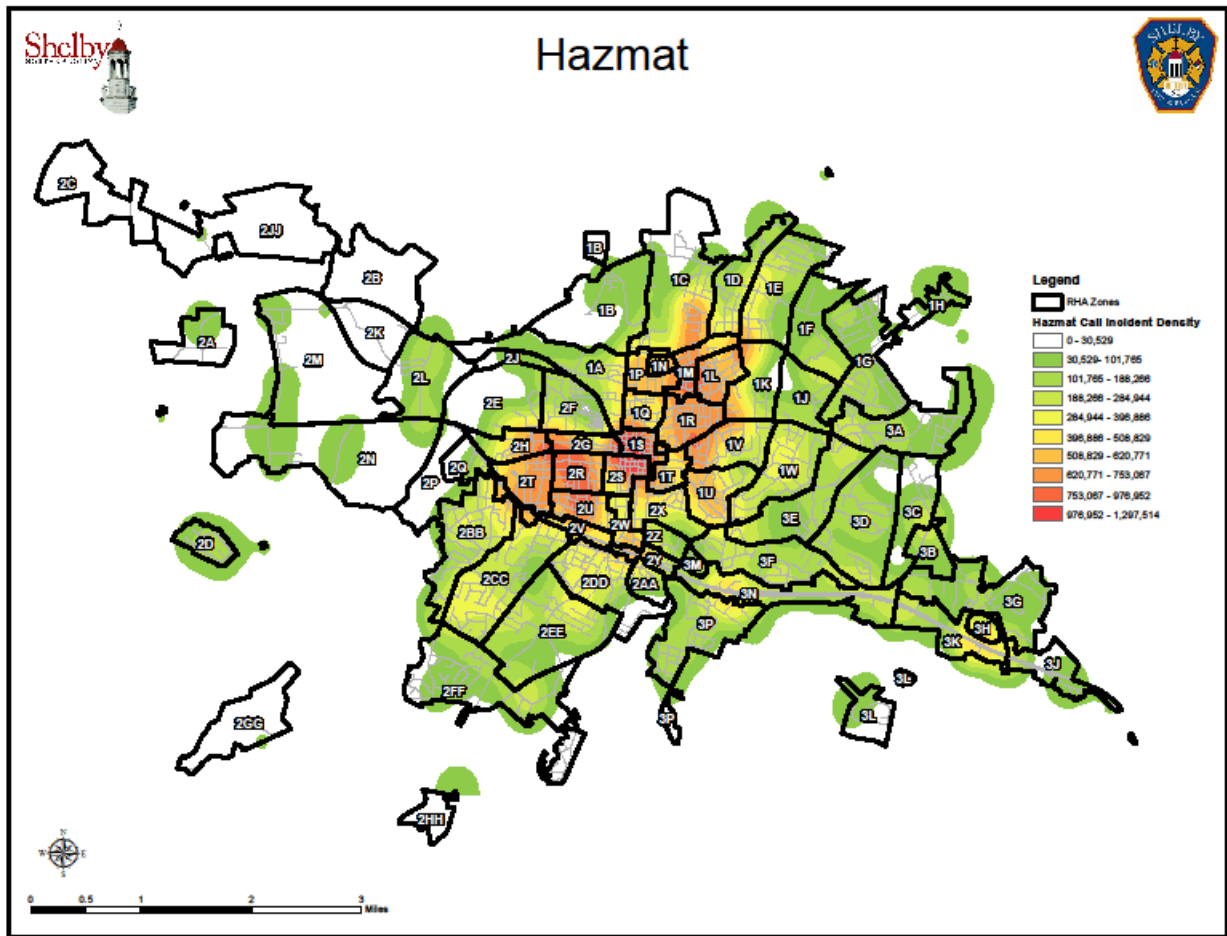 Shelby
Hazmat
2C
2JJ
2B
2K
2A
2M
2L
2J
2E
2N
2P
2Q
2D
2GG
2HH
1B
1B
1C
1D
1E
1F
1H
1G
1A
1P
1N
1M
1L
1K
1J
2F
1Q
1R
3A
2H
2G
1S
1V
1W
2T
2R
2S
1T
2U
1U
2X
3E
3D
3C
2BB
2V
2W
2Z
3B
2Y
3M
3F
2CC
2DD
2AA
3N
3G
3P
2EE
3H
3K
3J
2FF
3L
3L
3P
Legend
RHA Zones
Hazmat Call Incident Density
0 - 30,529
30,529- 101,765
101,765 - 188,266
188,266 - 284,944
284,944 - 396,886
396,886 - 508,829
508,829 - 620,771
620,771 - 753,067
753,067 - 976,952
976,952 - 1,297,514
N
W E
S
0 0.5 1 2 3
Miles